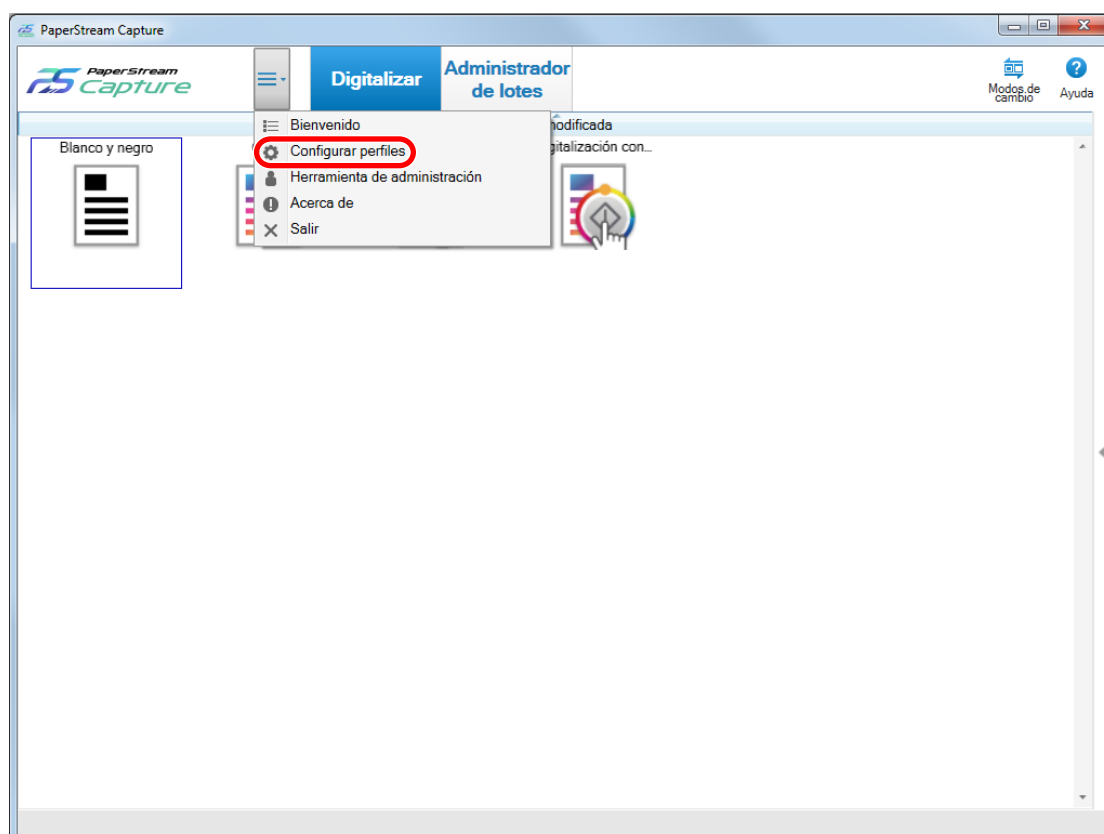 PaperStream Capture
PaperStream
Capture
Digitalizar
Administrador
de lotes
Modos de
cambio
Ayuda
Bienvenido
Configurar perfiles
Herramienta de administración
Acerca de
Salir
modificada
Blanco y negro
gitalización con...